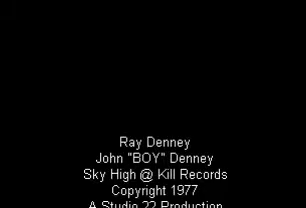 Ray Denney
John "BOY" Denney
Sky High @ Kill Records
Copyright 1977
A Studio 22 Production